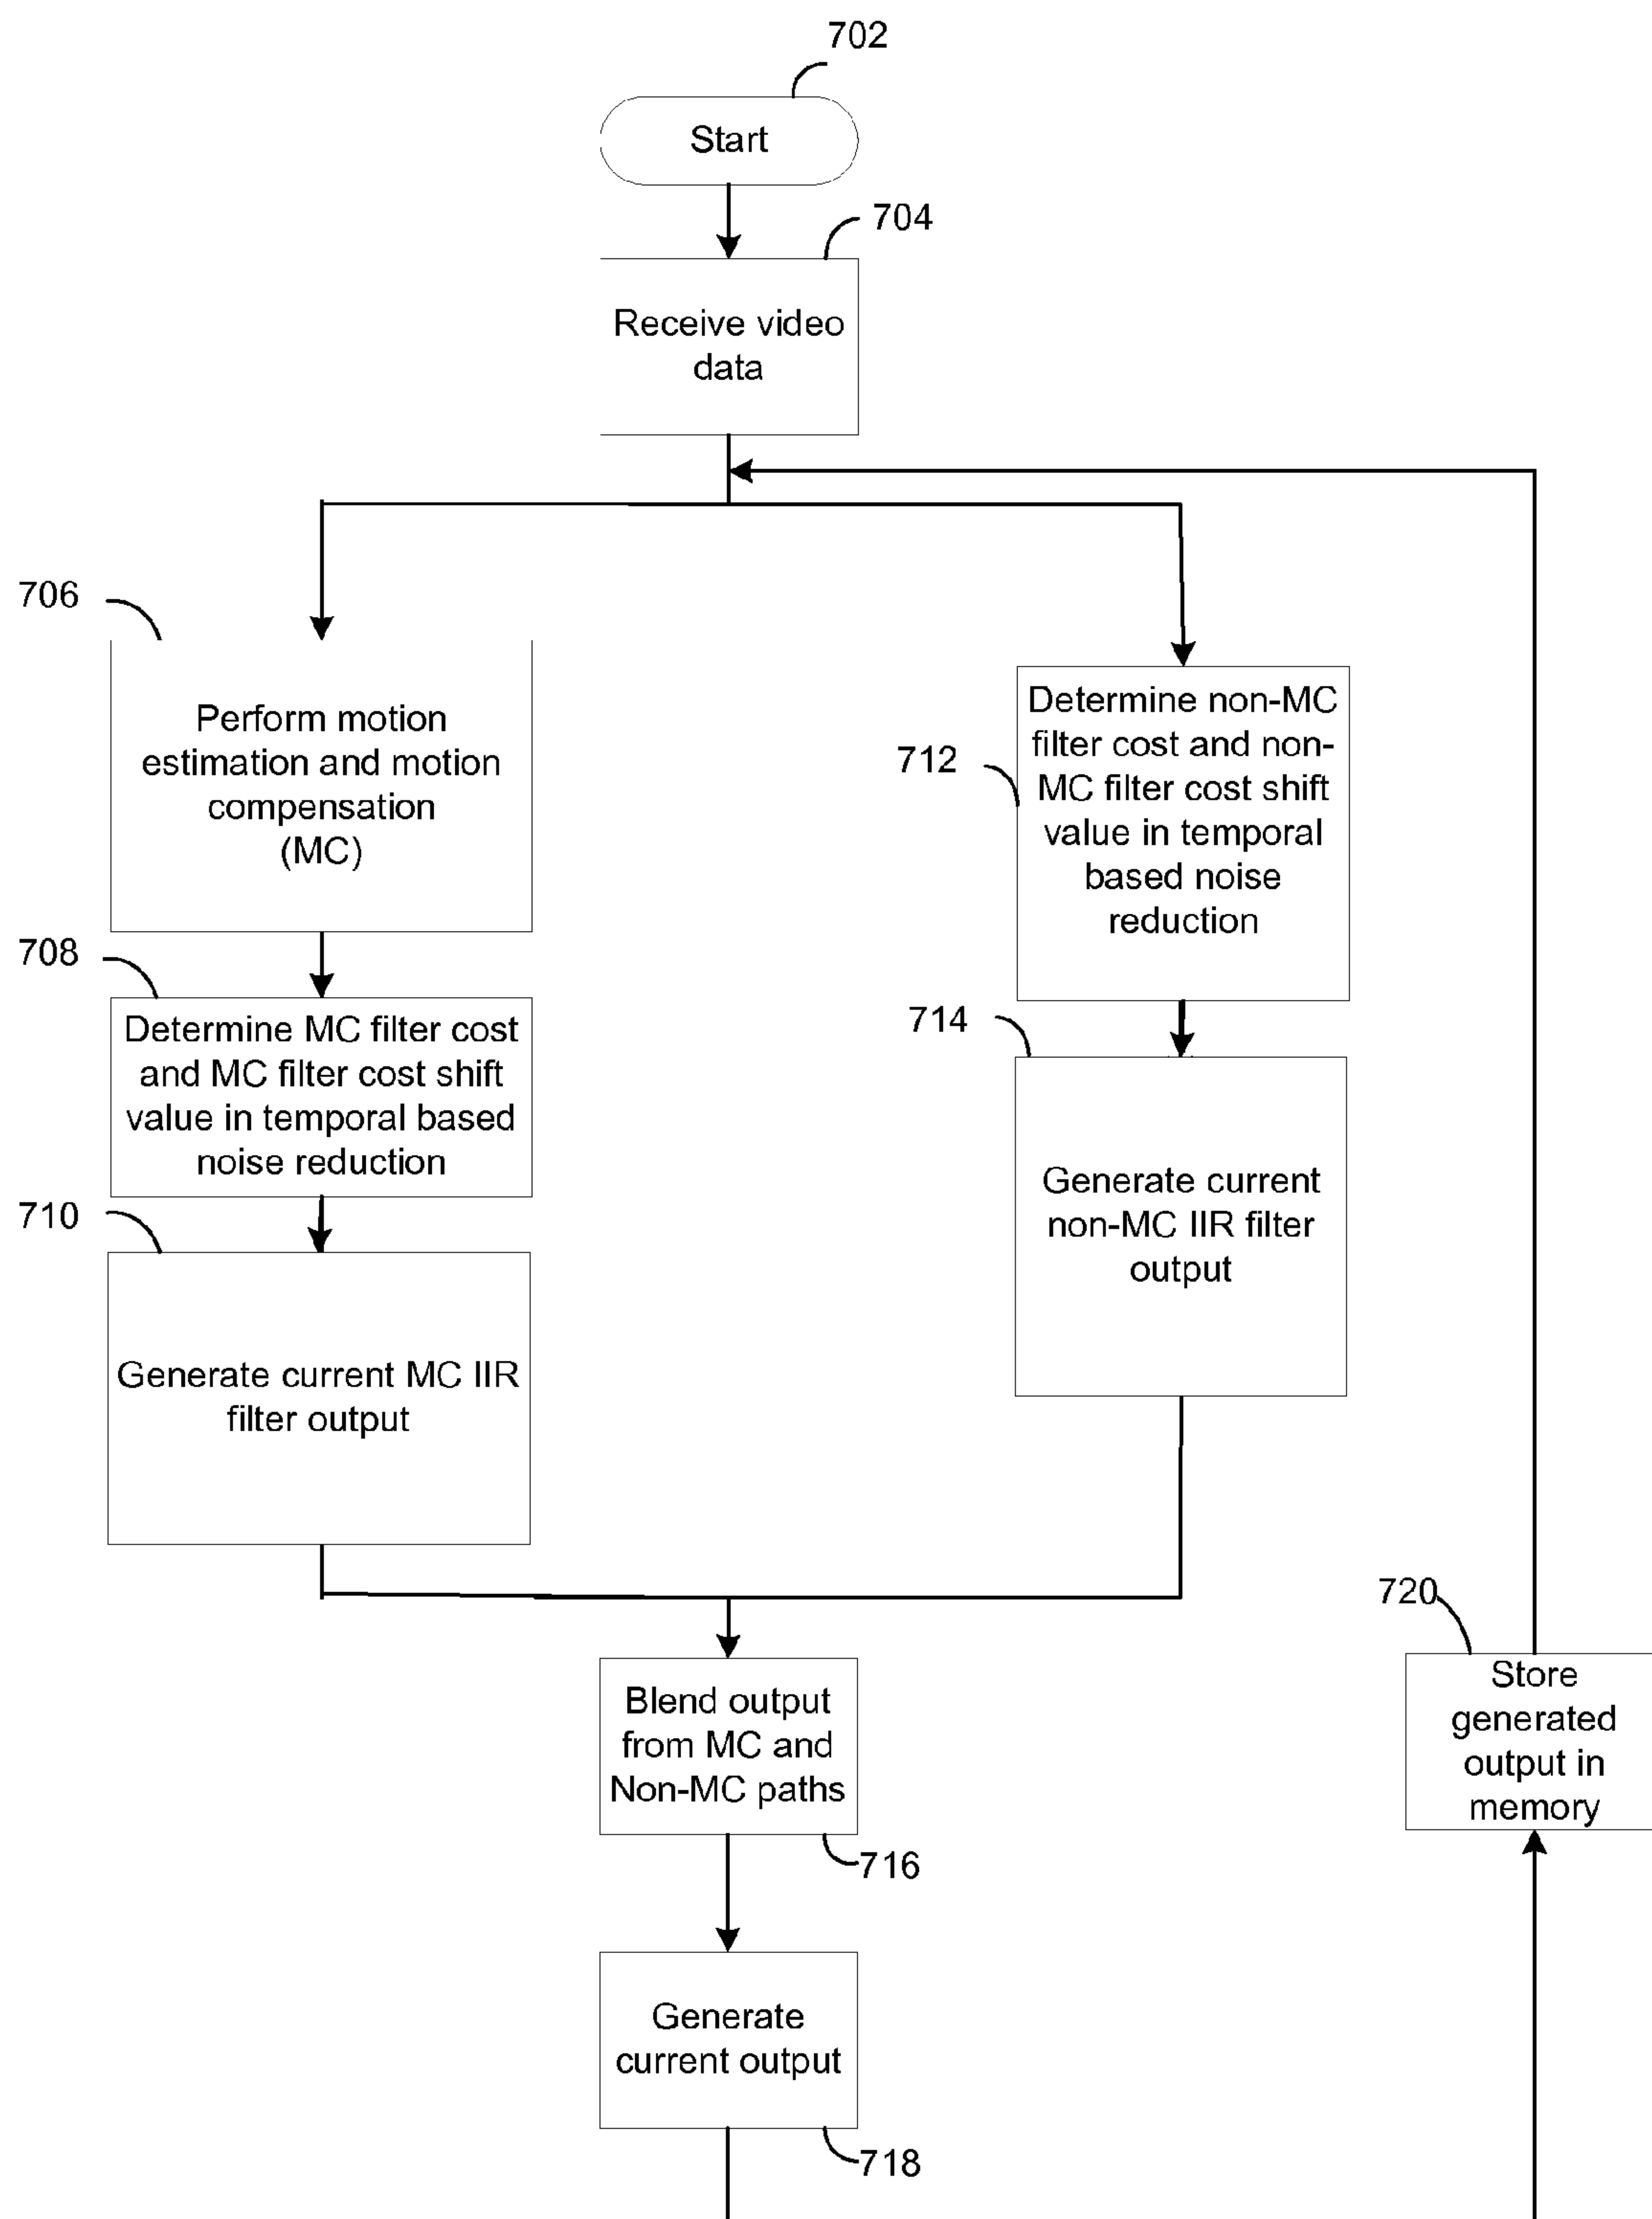 702
Start
704
Receive video
data
706
Perform motion
estimation and motion
compensation
(MC)
708
Determine MC filter cost
and MC filter cost shift
value in temporal based
noise reduction
710
Generate current MC IIR
filter output
712
Determine non-MC
filter cost and non-
MC filter cost shift
value in temporal
based noise
reduction
714
Generate current
non-MC IIR filter
output
Blend output
from MC and
Non-MC paths
716
Generate
current output
718
720
Store
generated
output in
memory